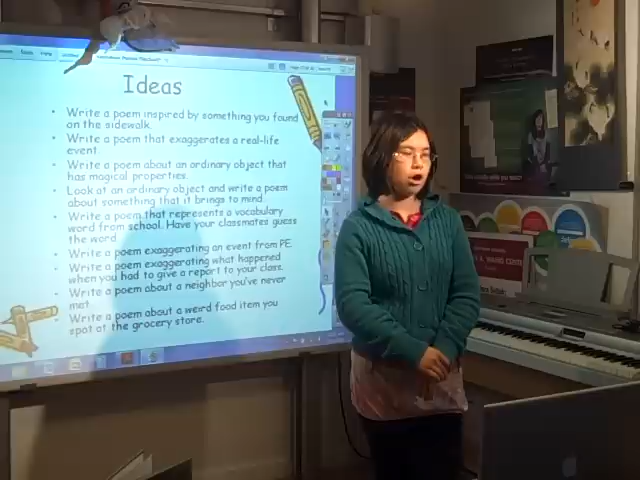 Ideas
• Write a poem inspired by something you found
on the sidewalk.
• Write a poem that exaggerates a real-life
event.
• Write a poem about an ordinary object that
has magical properties.
• Look at an ordinary object and write a poem
about something that it brings to mind.
• Write a poem that represents a vocabulary
word from school. Have your classmates guess
the word.
• Write a poem exaggerating an event from PE.
• Write a poem exaggerating what happened
when you had to give a report to your class.
• Write a poem about a neighbor you've never
met.
• Write a poem about a weird food item you
spot at the grocery store.